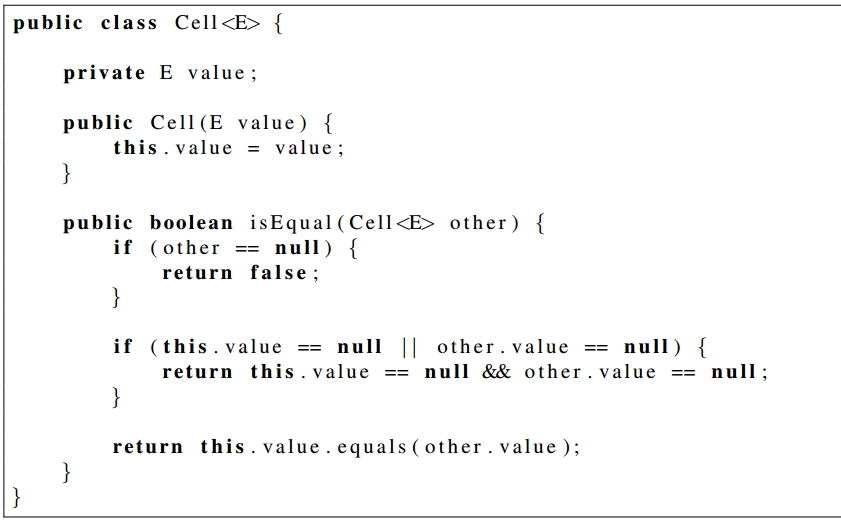 public class Cell<E> {
private E value;
public Cell(E value) {
this.value = value;
}
public boolean isEqual(Cell<E> other) {
if (other == null) {
return false;
}
if (this.value == null || other.value == null) {
return this.value == null && other.value == null;
}
return this.value.equals(other.value);
}
}